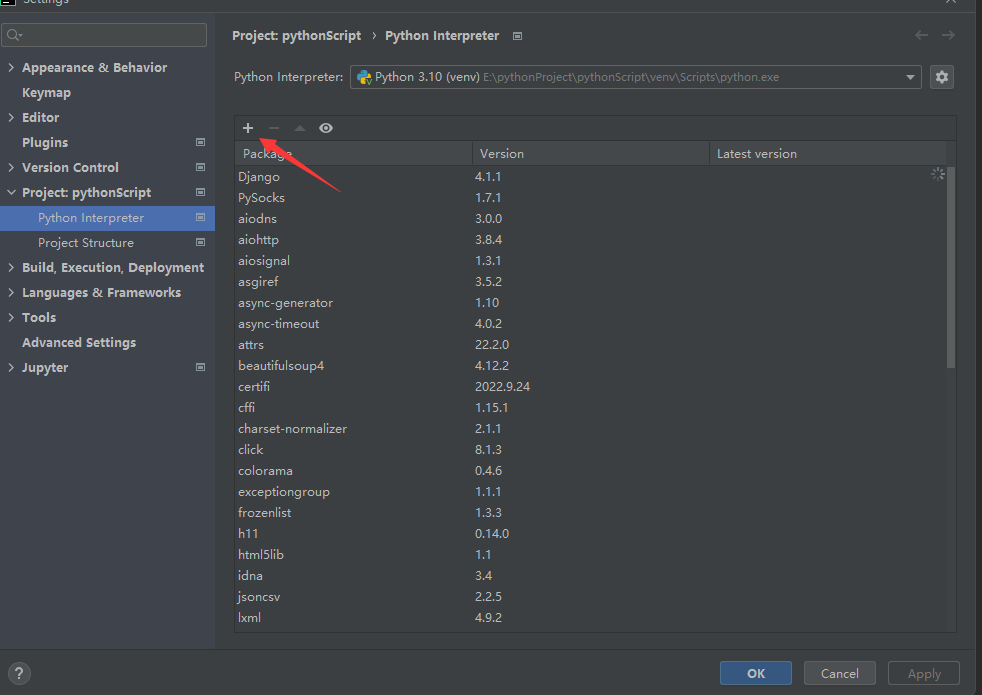 Settings
Project: pythonScript › Python Interpreter
Appearance & Behavior
Keymap
Editor
Plugins
Version Control
Project: pythonScript
Python Interpreter
Project Structure
Build, Execution, Deployment
Languages & Frameworks
Tools
Advanced Settings
Jupyter
Python Interpreter: Python 3.10 (venv) E:\pythonProject\pythonScript\venv\Scripts\python.exe
Package Version Latest version
Django 4.1.1
PySocks 1.7.1
aiodns 3.0.0
aiohttp 3.8.4
aiosignal 1.3.1
asgiref 3.5.2
async-generator 1.10
async-timeout 4.0.2
attrs 22.2.0
beautifulsoup4 4.12.2
certifi 2022.9.24
cffi 1.15.1
charset-normalizer 2.1.1
click 8.1.3
colorama 0.4.6
exceptiongroup 1.1.1
frozenlist 1.3.3
h11 0.14.0
html5lib 1.1
idna 3.4
jsoncsv 2.2.5
lxml 4.9.2
? OK Cancel Apply